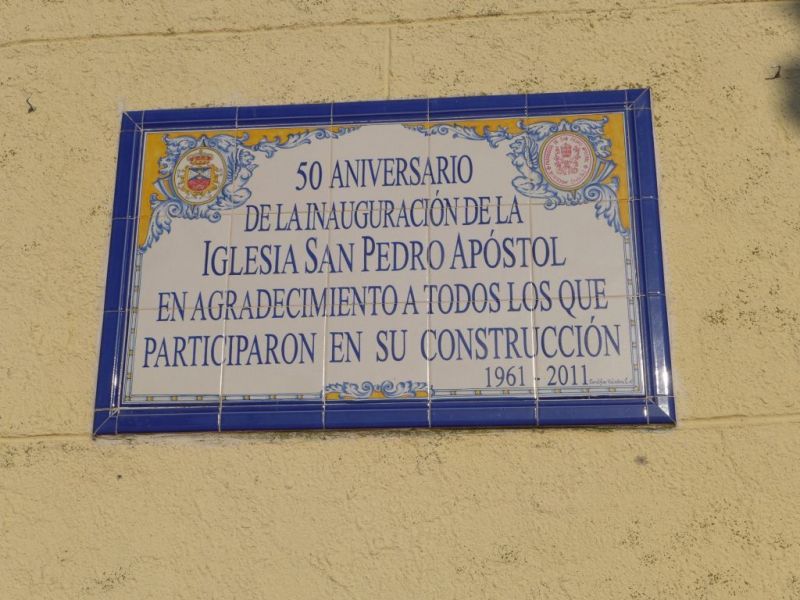 50 ANIVERSARIO
DE LA INAUGURACIÓN DE LA
IGLESIA SAN PEDRO APÓSTOL
EN AGRADECIMIENTO A TODOS LOS QUE
PARTICIPARON EN SU CONSTRUCCIÓN
1961 - 2011